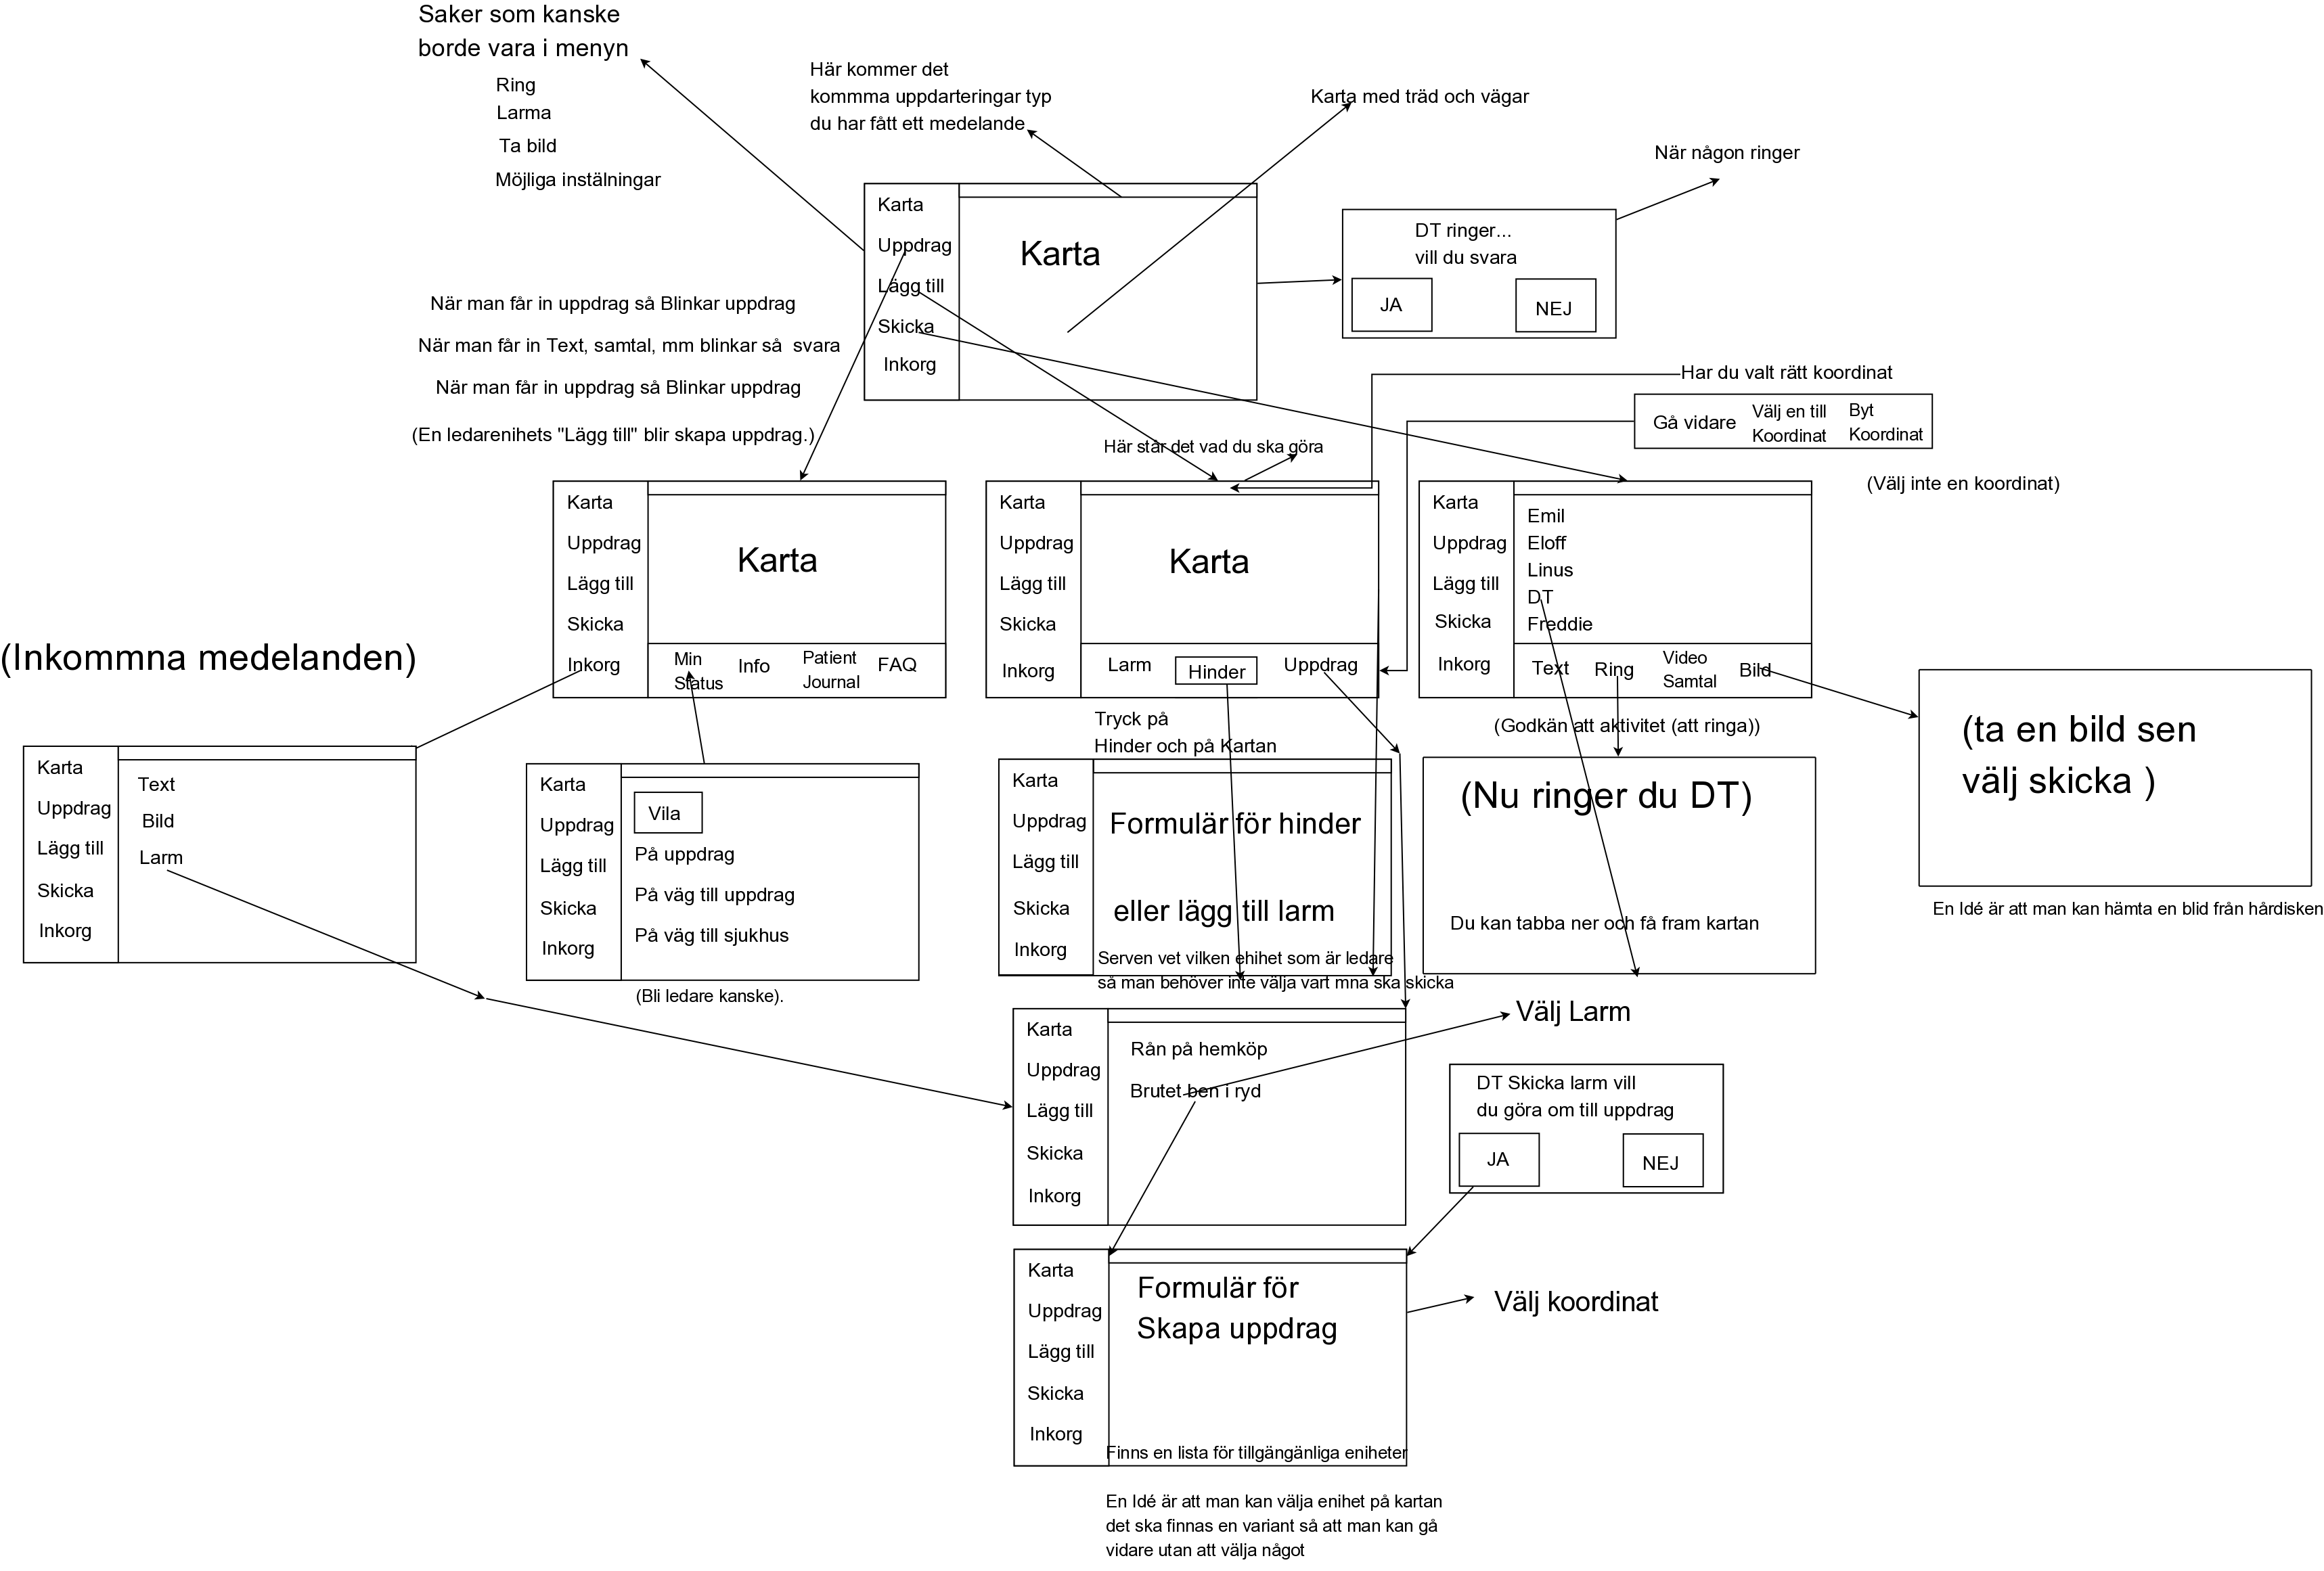 Saker som kanske
borde vara i menyn
Ring
Larma
Ta bild
Möjliga instälningar
Här kommer det
kommma uppdarteringar typ
du har fått ett medelande
Karta med träd och vägar
När någon ringer
Karta
Uppdrag
Lägg till
Skicka
Inkorg
Karta
DT ringer...
vill du svara
JA
NEJ
När man får in uppdrag så Blinkar uppdrag
När man får in Text, samtal, mm blinkar så  svara
När man får in uppdrag så Blinkar uppdrag
(En ledarenihets "Lägg till" blir skapa uppdrag.)
Har du valt rätt koordinat
Gå vidare
Välj en till
Koordinat
Byt
Koordinat
(Välj inte en koordinat)
Här står det vad du ska göra
Karta
Uppdrag
Lägg till
Skicka
Inkorg
Karta
Min
Status
Info
Patient
Journal
FAQ
Karta
Uppdrag
Lägg till
Skicka
Inkorg
Karta
Larm
Hinder
Uppdrag
Karta
Uppdrag
Lägg till
Skicka
Inkorg
Emil
Eloff
Linus
DT
Freddie
Text
Ring
Video
Samtal
Bild
(Inkommna medelanden)
Karta
Uppdrag
Lägg till
Skicka
Inkorg
Text
Bild
Larm
Karta
Uppdrag
Lägg till
Skicka
Inkorg
Vila
På uppdrag
På väg till uppdrag
På väg till sjukhus
(Bli ledare kanske).
Tryck på
Hinder och på Kartan
Karta
Uppdrag
Lägg till
Skicka
Inkorg
Formulär för hinder
eller lägg till larm
Serven vet vilken ehihet som är ledare
så man behöver inte välja vart mna ska skicka
(Godkän att aktivitet (att ringa))
(Nu ringer du DT)
Du kan tabba ner och få fram kartan
(ta en bild sen
välj skicka )
En Idé är att man kan hämta en blid från hårdisken
Karta
Uppdrag
Lägg till
Skicka
Inkorg
Rån på hemköp
Brutet ben i ryd
Välj Larm
DT Skicka larm vill
du göra om till uppdrag
JA
NEJ
Karta
Uppdrag
Lägg till
Skicka
Inkorg
Formulär för
Skapa uppdrag
Finns en lista för tillgängänliga eniheter
Välj koordinat
En Idé är att man kan välja enihet på kartan
det ska finnas en variant så att man kan gå
vidare utan att välja något